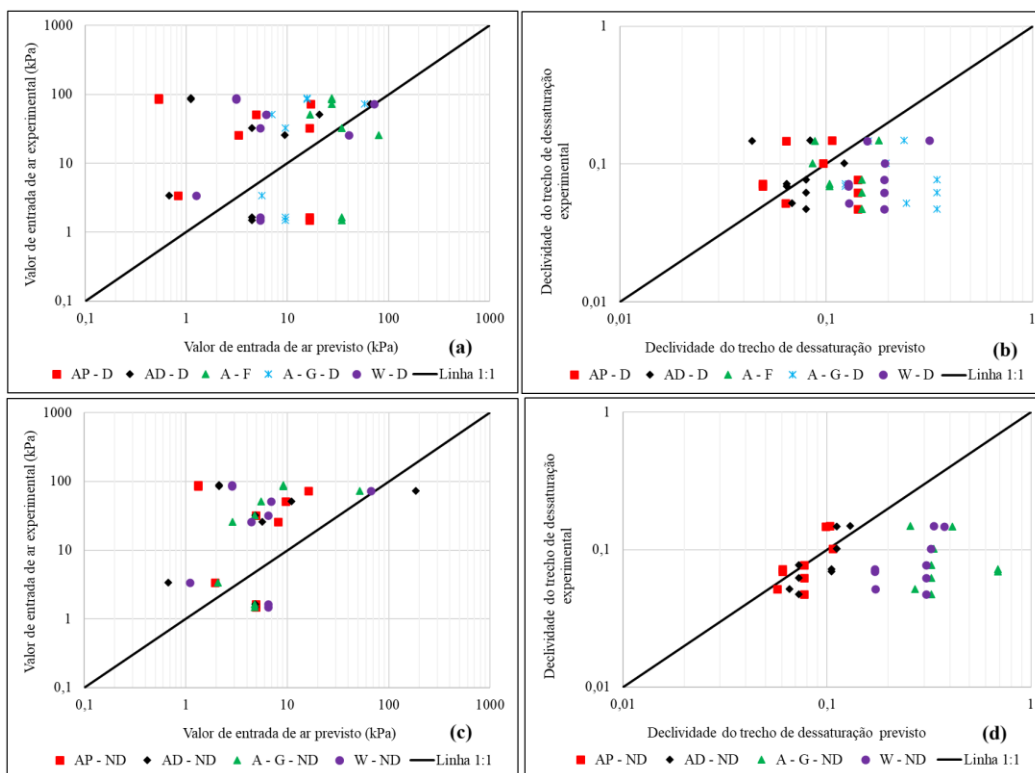 Valor de entrada de ar experimental (kPa)
1000
100
10
1
0,1
0,1 1 10 100 1000
Valor de entrada de ar previsto (kPa)
(a)
AP - D AD - D A - F A - G - D W - D Linha 1:1
Declividade do trecho de dessaturação
experimental
1
0,1
0,01
0,01 0,1 1
Declividade do trecho de dessaturação previsto
(b)
AP - D AD - D A - F A - G - D W - D Linha 1:1
Valor de entrada de ar experimental (kPa)
1000
100
10
1
0,1
0,1 1 10 100 1000
Valor de entrada de ar previsto (kPa)
(c)
AP - ND AD - ND A - G - ND W - ND Linha 1:1
Declividade do trecho de dessaturação
experimental
1
0,1
0,01
0,01 0,1 1
Declividade do trecho de dessaturação previsto
(d)
AP - ND AD - ND A - G - ND W - ND Linha 1:1